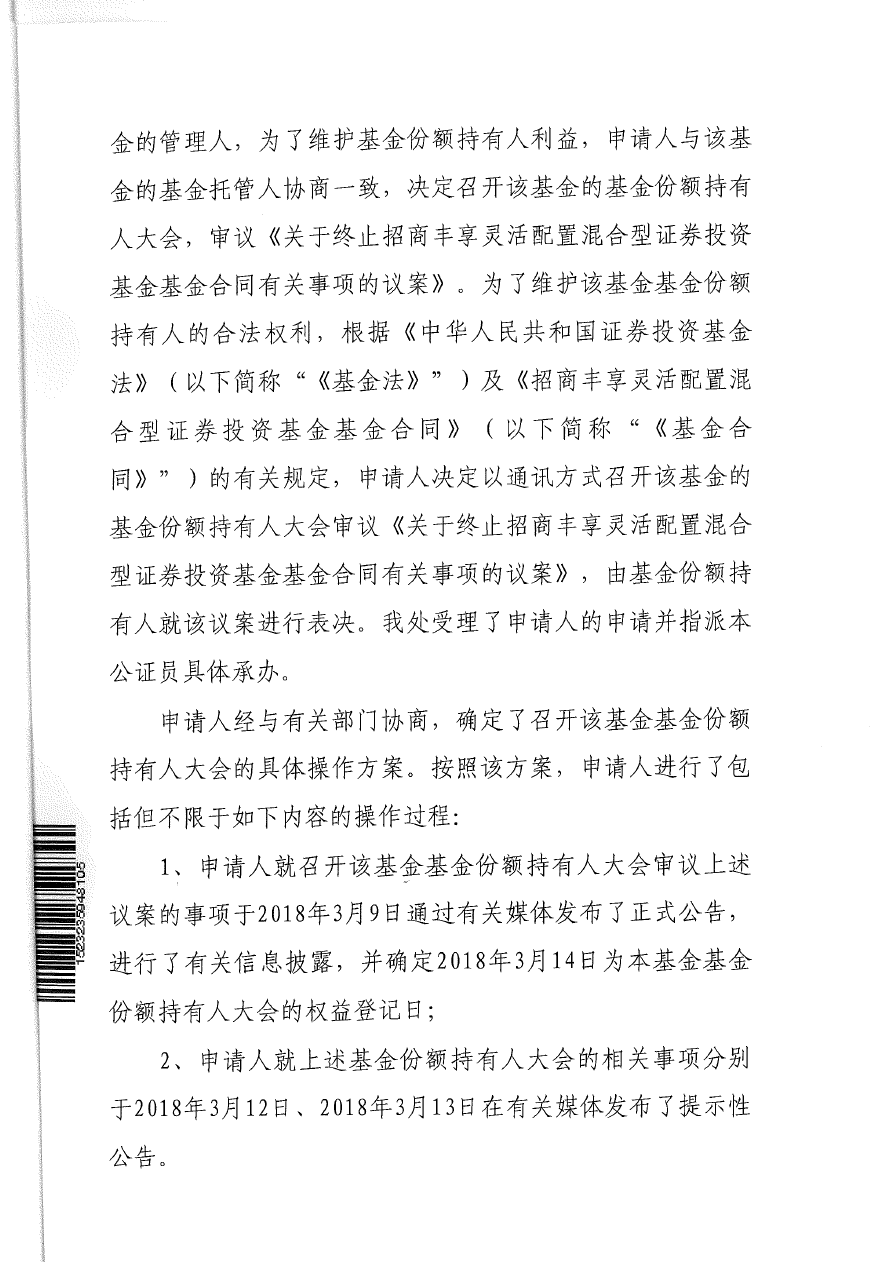 金的管理人，为了维护基金份额持有人利益，申请人与该基
金的基金托管人协商一致，决定召开该基金的基金份额持有
人大会，审议《关于终止招商丰享灵活配置混合型证券投资
基金基金合同有关事项的议案》。为了维护该基金基金份额
持有人的合法权利，根据《中华人民共和国证券投资基金
法》（以下简称“《基金法》”）及《招商丰享灵活配置混
合型证券投资基金基金合同》（以下简称“《基金合
同》”）的有关规定，申请人决定以通讯方式召开该基金的
基金份额持有人大会审议《关于终止招商丰享灵活配置混合
型证券投资基金基金合同有关事项的议案》，由基金份额持
有人就该议案进行表决。我处受理了申请人的申请并指派本
公证员具体承办。
申请人经与有关部门协商，确定了召开该基金基金份额
持有人大会的具体操作方案。按照该方案，申请人进行了包
括但不限于如下内容的操作过程：
1、申请人就召开该基金基金份额持有人大会审议上述
议案的事项于2018年3月9日通过有关媒体发布了正式公告，
进行了有关信息披露，并确定2018年3月14日为本基金基金
份额持有人大会的权益登记日；
2、申请人就上述基金份额持有人大会的相关事项分别
于2018年3月12日、2018年3月13日在有关媒体发布了提示性
公告。
1523235948105